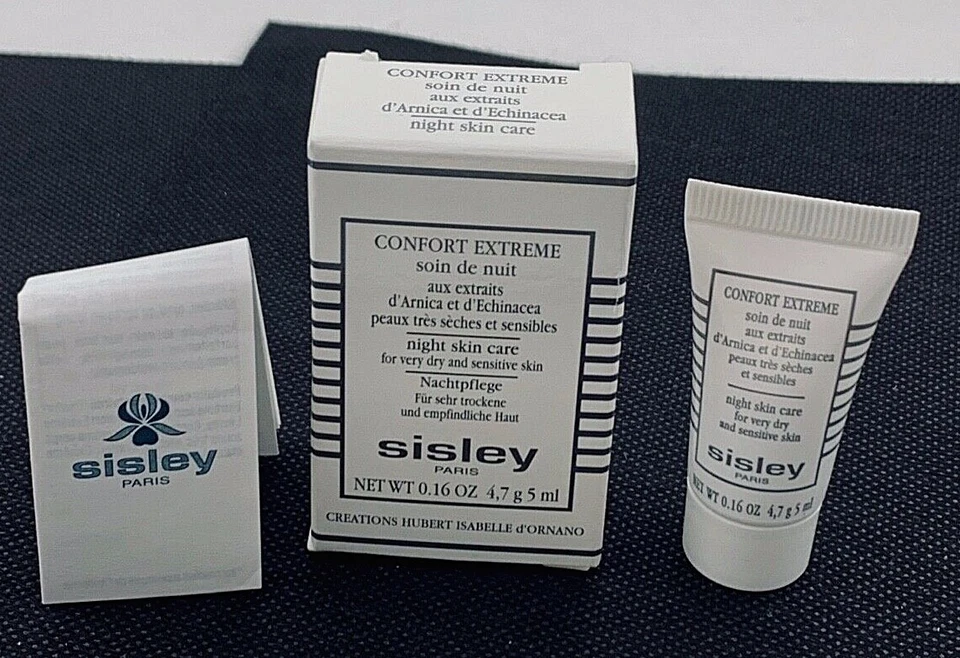 sisley
PARIS
CONFORT EXTREME
soin de nuit
aux extraits
d'Arnica et d'Echinacea
night skin care
CONFORT EXTREME
soin de nuit
aux extraits
d'Arnica et d'Echinacea
peaux très sèches et sensibles
night skin care
for very dry and sensitive skin
Nachtpflege
Für sehr trockene
und empfindliche Haut
sisley
PARIS
NET WT 0.16 OZ 4,7 g 5 ml
CREATIONS HUBERT ISABELLE d'ORNANO
CONFORT EXTREME
soin de nuit
aux extraits
d'Arnica et d'Echinacea
peaux très sèches
et sensibles
night skin care
for very dry
and sensitive skin
sisley
PARIS
NET WT 0.16 OZ 4,7 g 5 ml